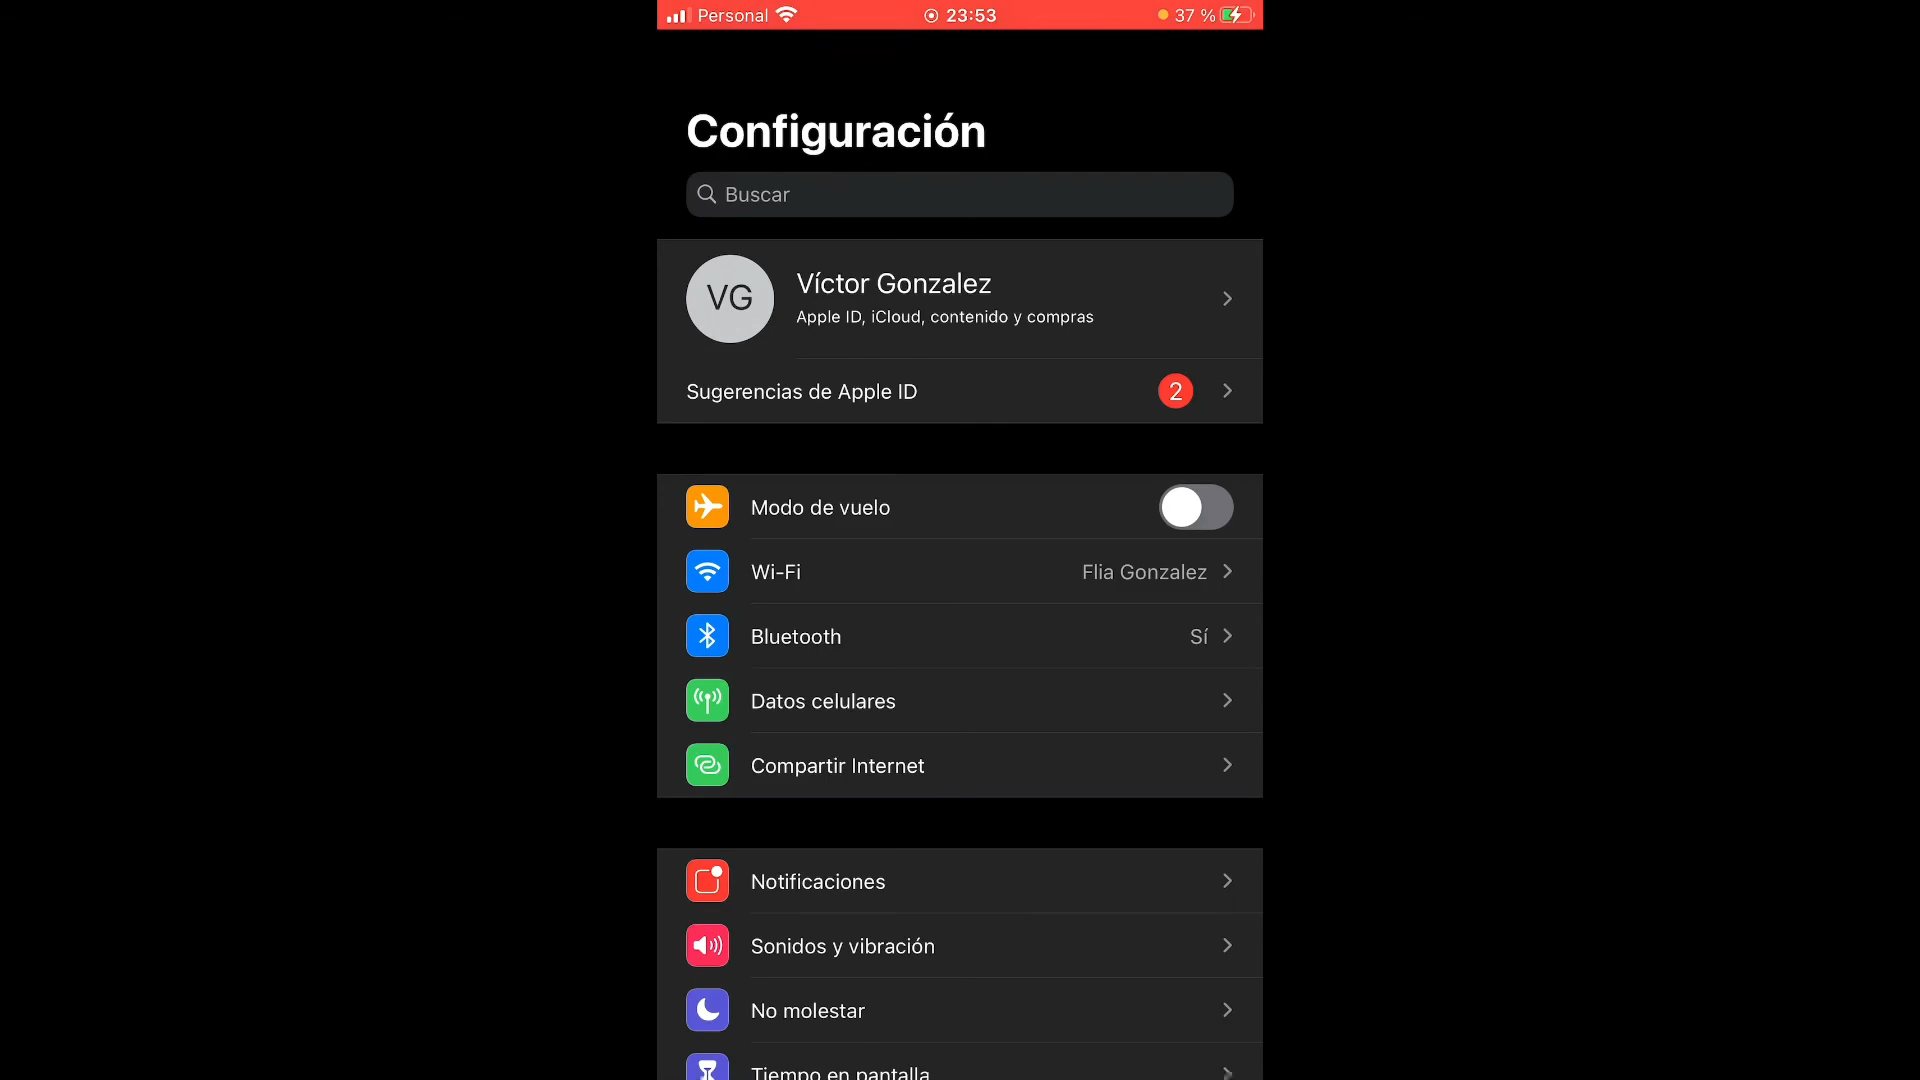 Personal 23:53 37 %
Configuración
Buscar
VG
Víctor Gonzalez
Apple ID, iCloud, contenido y compras
Sugerencias de Apple ID 2
Modo de vuelo
Wi-Fi Flia Gonzalez
Bluetooth Sí
Datos celulares
Compartir Internet
Notificaciones
Sonidos y vibración
No molestar
Tiempo en pantalla